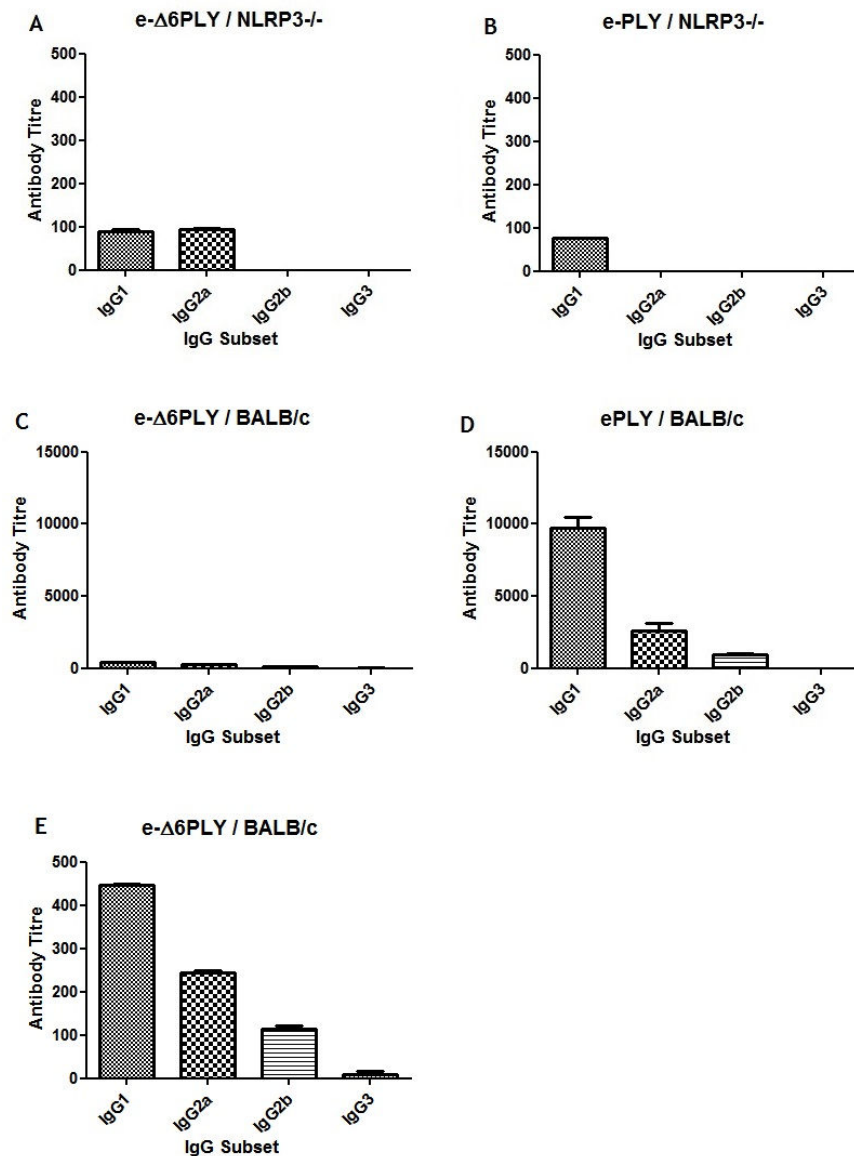 A
e-Δ6PLY / NLRP3-/-
500
400
300
200
100
0
Antibody Titre
IgG1
IgG2a
IgG2b
IgG3
IgG Subset
B
e-PLY / NLRP3-/-
500
400
300
200
100
0
Antibody Titre
IgG1
IgG2a
IgG2b
IgG3
IgG Subset
C
e-Δ6PLY / BALB/c
15000
10000
5000
0
Antibody Titre
IgG1
IgG2a
IgG2b
IgG3
IgG Subset
D
ePLY / BALB/c
15000
10000
5000
0
Antibody Titre
IgG1
IgG2a
IgG2b
IgG3
IgG Subset
E
e-Δ6PLY / BALB/c
500
400
300
200
100
0
Antibody Titre
IgG1
IgG2a
IgG2b
IgG3
IgG Subset